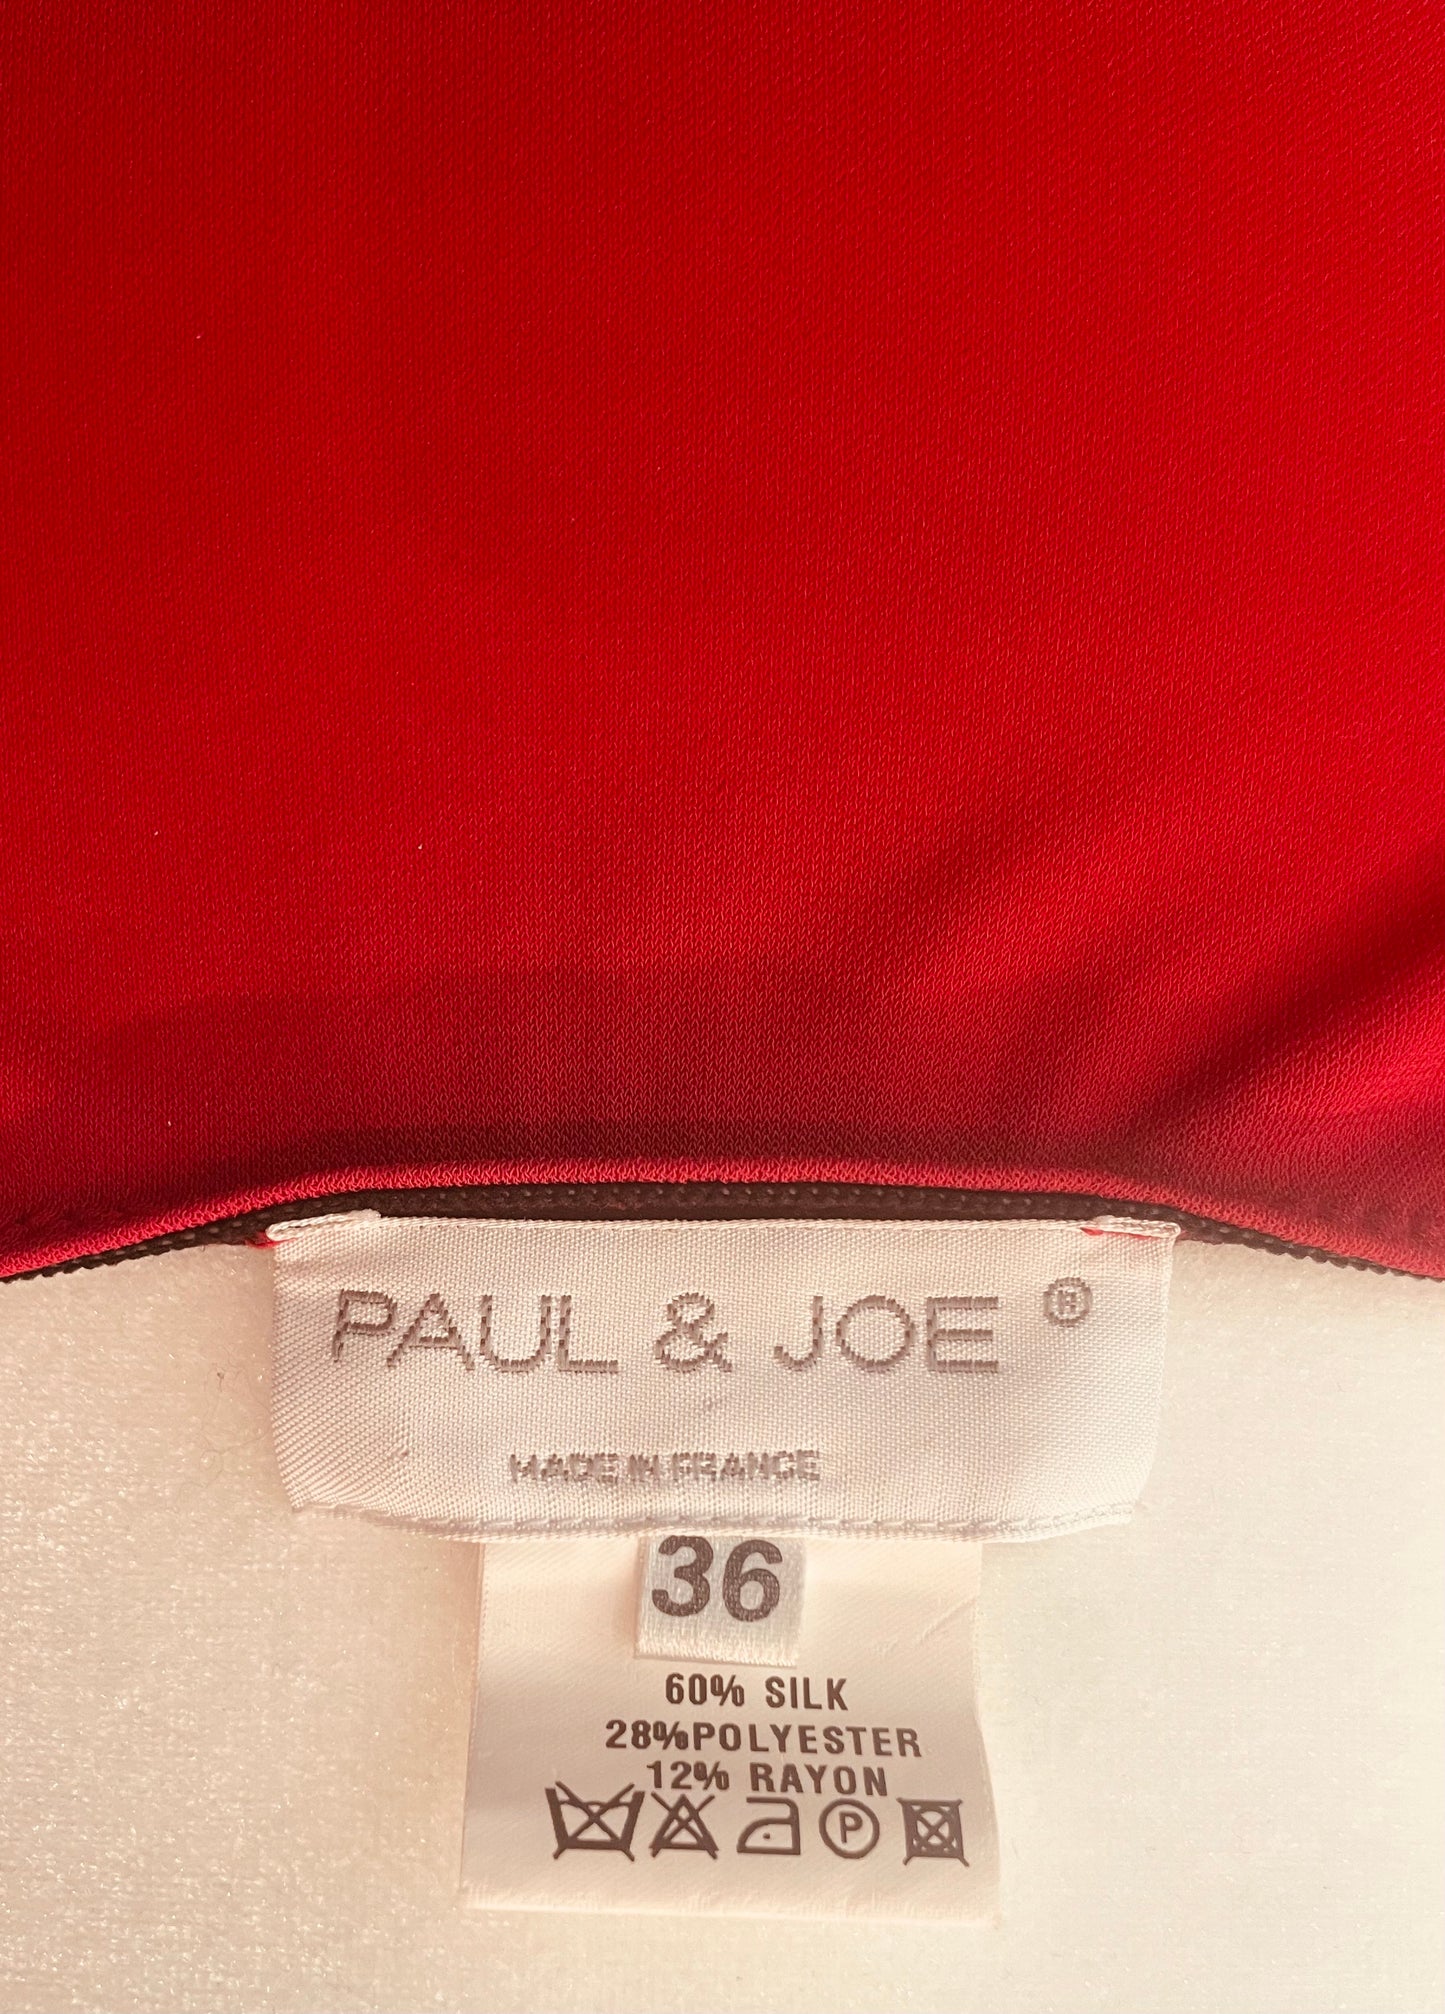 PAUL & JOE ®
MADE IN FRANCE
36
60% SILK
28%POLYESTER
12% RAYON
P